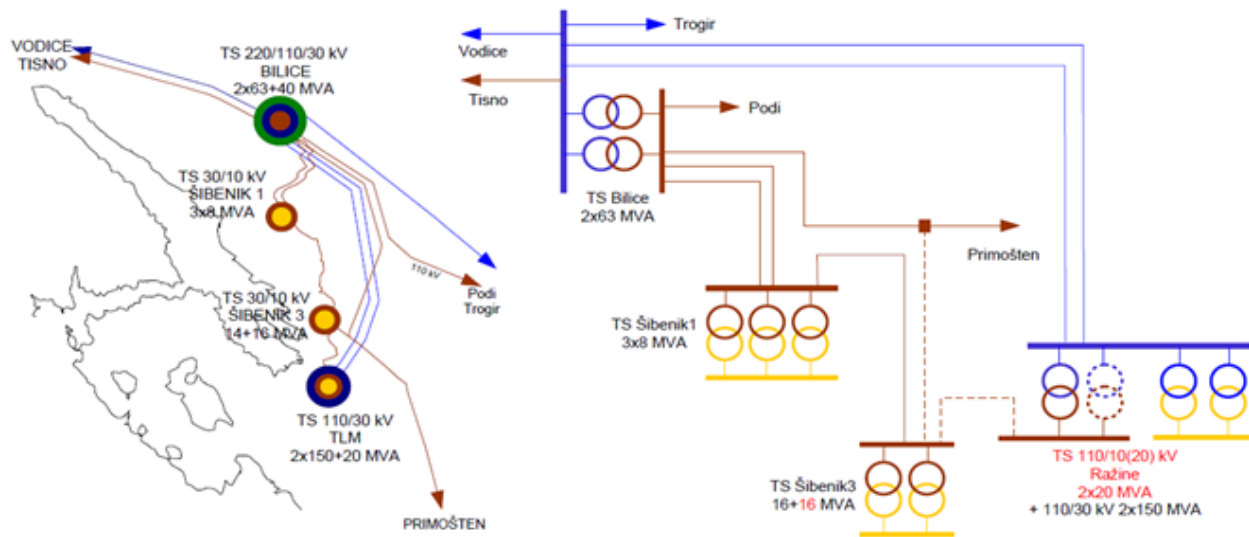 VODICE
TISNO
TS 220/110/30 kV
BILICE
2x63+40 MVA
TS 30/10 kV
ŠIBENIK 1
3x8 MVA
110 kV
Podi
Trogir
TS 30/10 kV
ŠIBENIK 3
14+16 MVA
TS 110/30 kV
TLM
2x150+20 MVA
PRIMOŠTEN
Trogir
Vodice
Tisno
Podi
TS Bilice
2x63 MVA
Primošten
TS Šibenik1
3x8 MVA
TS Šibenik3
16+16 MVA
TS 110/10(20) kV
Ražine
2x20 MVA
+ 110/30 kV 2x150 MVA